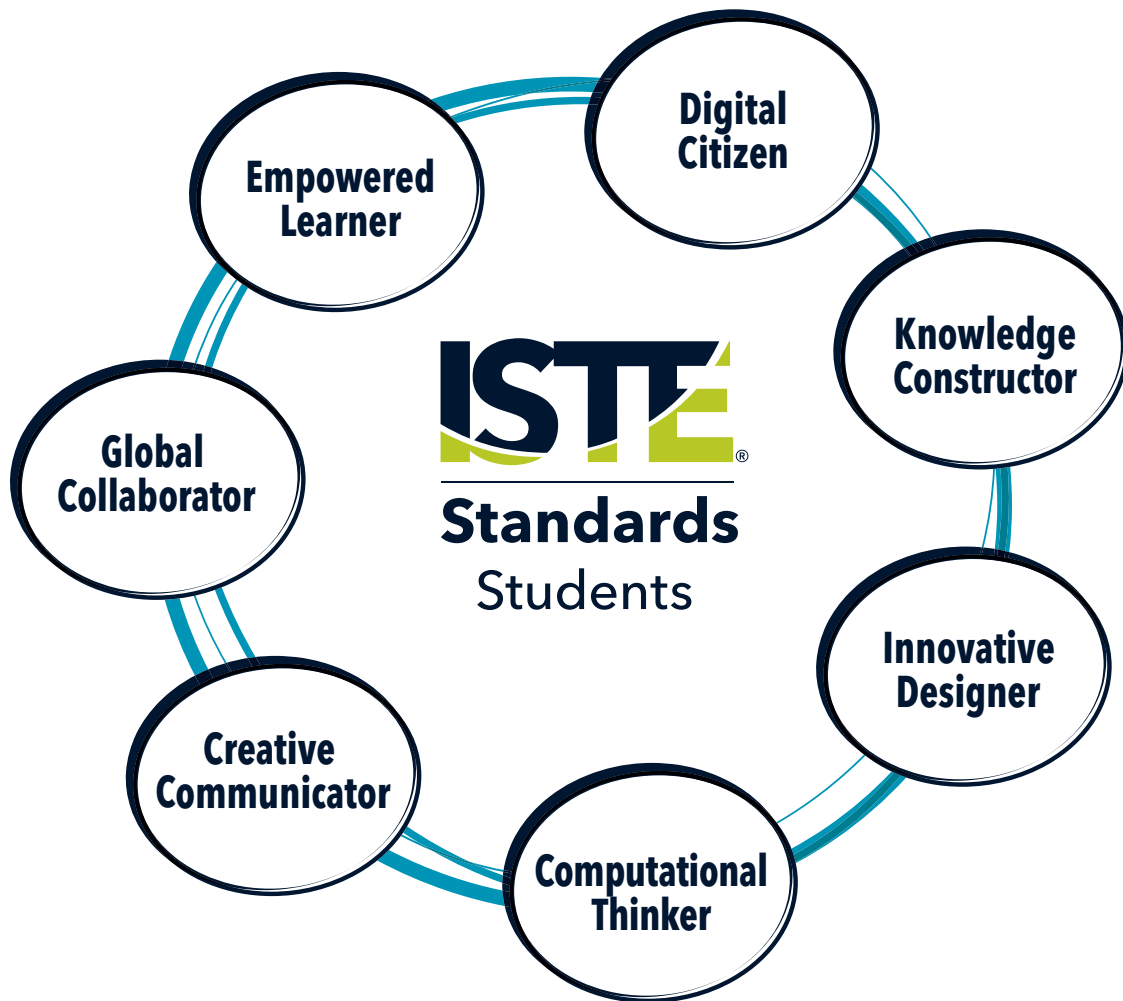 Digital
Citizen
Empowered
Learner
Knowledge
Constructor
ISTE®
Standards
Students
Global
Collaborator
Innovative
Designer
Creative
Communicator
Computational
Thinker